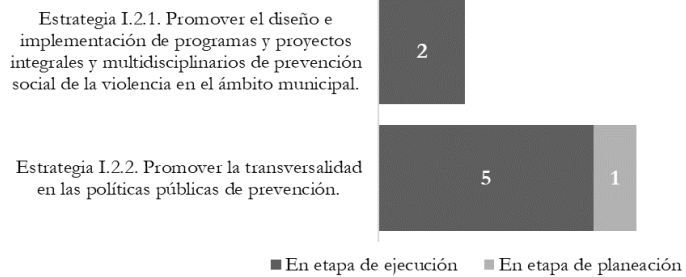 Estrategia I.2.1. Promover el diseño e
implementación de programas y proyectos
integrales y multidisciplinarios de prevención
social de la violencia en el ámbito municipal.
2
Estrategia I.2.2. Promover la transversalidad
en las políticas públicas de prevención.
5 1
En etapa de ejecución En etapa de planeación